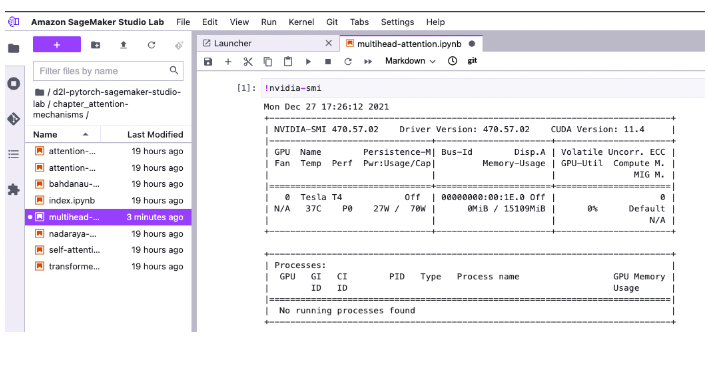 Amazon SageMaker Studio Lab File Edit View Run Kernel Git Tabs Settings Help
Launcher
multihead-attention.ipynb
Markdown
git
Filter files by name
/ d2l-pytorch-sagemaker-studio-
lab / chapter_attention-
mechanisms /
Name Last Modified
attention-... 19 hours ago
attention-... 19 hours ago
bahdanau-... 19 hours ago
index.ipynb 19 hours ago
multihead-... 3 minutes ago
nadaraya-... 19 hours ago
self-attenti... 19 hours ago
transforme... 19 hours ago
[1]: !nvidia-smi
Mon Dec 27 17:26:12 2021
+-----------------------------------------------------------------------------+
| NVIDIA-SMI 470.57.02    Driver Version: 470.57.02    CUDA Version: 11.4     |
|-------------------------------+----------------------+----------------------+
| GPU  Name        Persistence-M| Bus-Id        Disp.A | Volatile Uncorr. ECC |
| Fan  Temp  Perf  Pwr:Usage/Cap|         Memory-Usage | GPU-Util  Compute M. |
|                               |                      |               MIG M. |
|===============================+======================+======================|
|   0  Tesla T4            Off  | 00000000:00:1E.0 Off |                    0 |
| N/A   37C    P0    27W /  70W |      0MiB / 15109MiB |      0%      Default |
|                               |                      |                  N/A |
+-------------------------------+----------------------+----------------------+
+-----------------------------------------------------------------------------+
| Processes:                                                                  |
|  GPU   GI   CI        PID   Type   Process name                  GPU Memory |
|        ID   ID                                                   Usage      |
|=============================================================================|
|  No running processes found                                                 |
+-----------------------------------------------------------------------------+